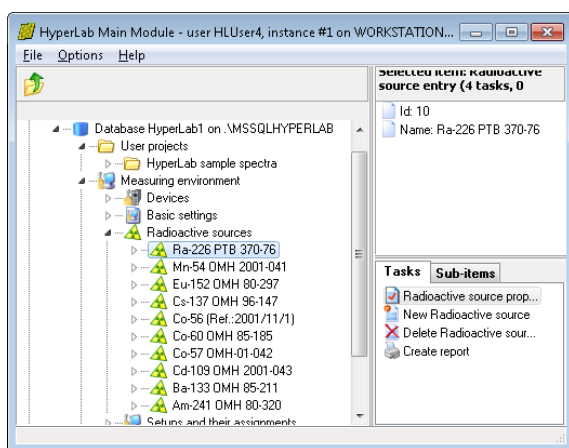 HyperLab Main Module - user HLUser4, instance #1 on WORKSTATION...
File Options Help
Selected item: Radioactive
source entry (4 tasks, 0
Id: 10
Name: Ra-226 PTB 370-76
Database HyperLab1 on .\MSSQLHYPERLAB
User projects
HyperLab sample spectra
Measuring environment
Devices
Basic settings
Radioactive sources
Ra-226 PTB 370-76
Mn-54 OMH 2001-041
Eu-152 OMH 80-297
Cs-137 OMH 96-147
Co-56 (Ref.:2001/11/1)
Co-60 OMH 85-185
Co-57 OMH-01-042
Cd-109 OMH 2001-043
Ba-133 OMH 85-211
Am-241 OMH 80-320
Setups and their assignments
Tasks Sub-items
Radioactive source prop...
New Radioactive source
Delete Radioactive sour...
Create report